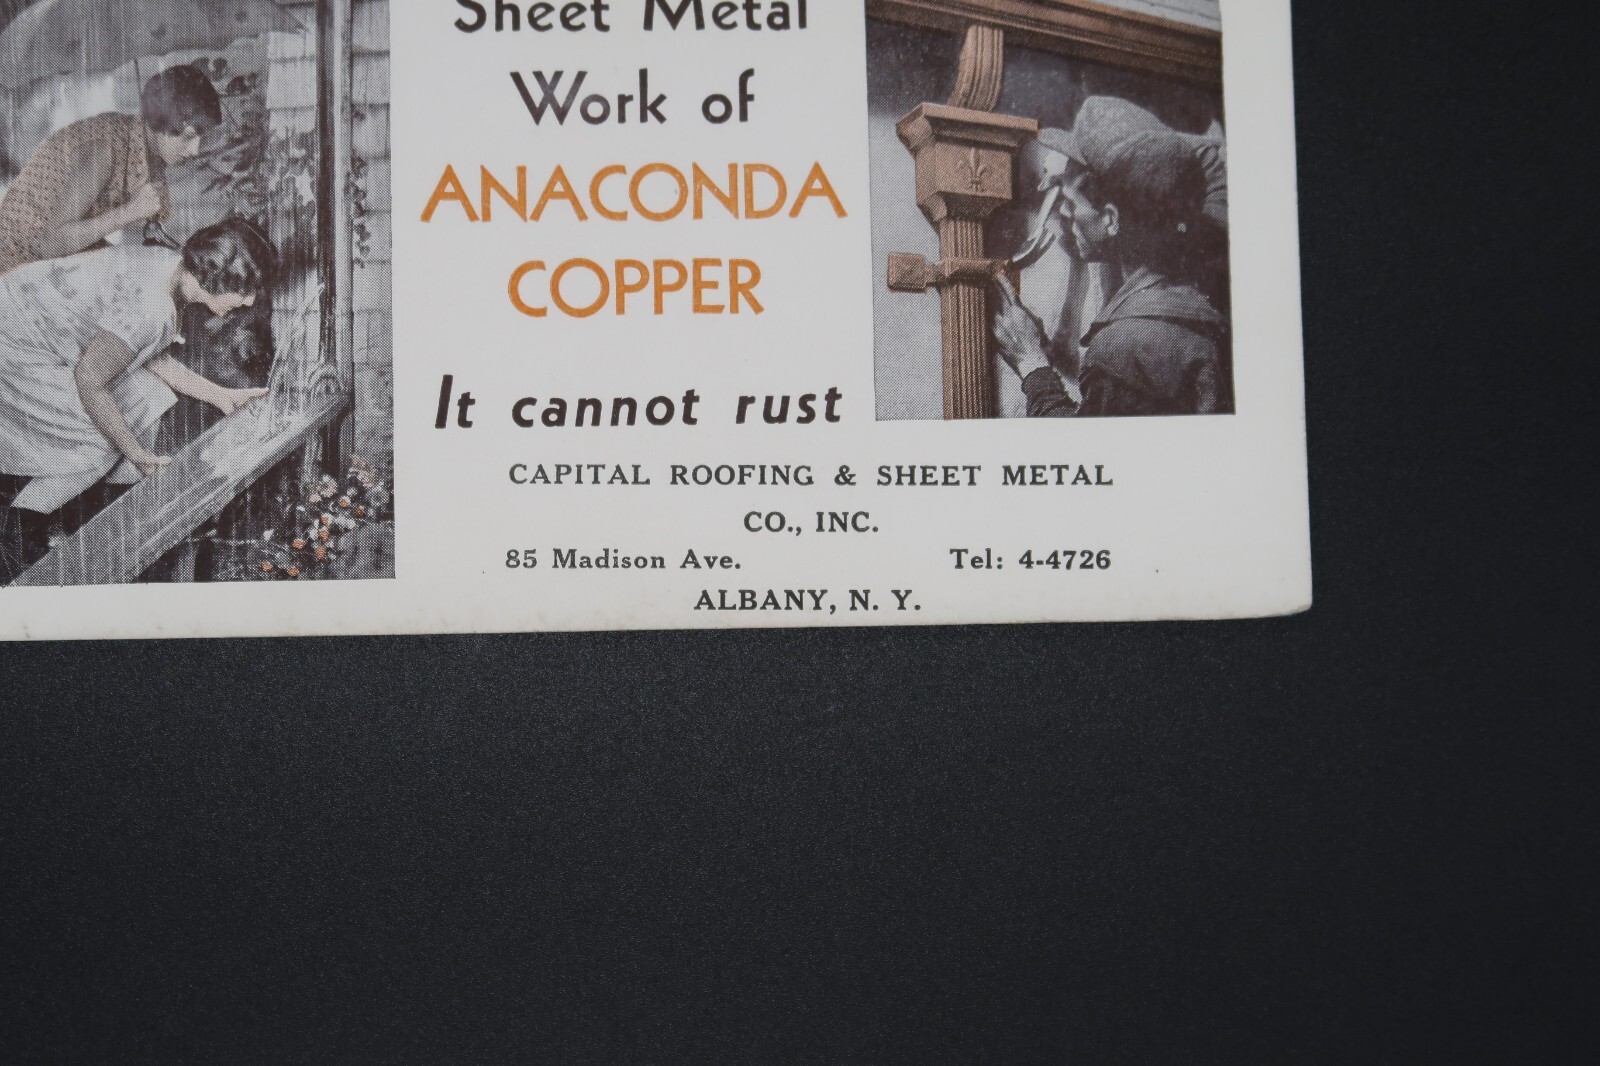 Sheet Metal
Work of
ANACONDA
COPPER
It cannot rust
CAPITAL ROOFING & SHEET METAL
CO., INC.
85 Madison Ave. Tel: 4-4726
ALBANY, N. Y.